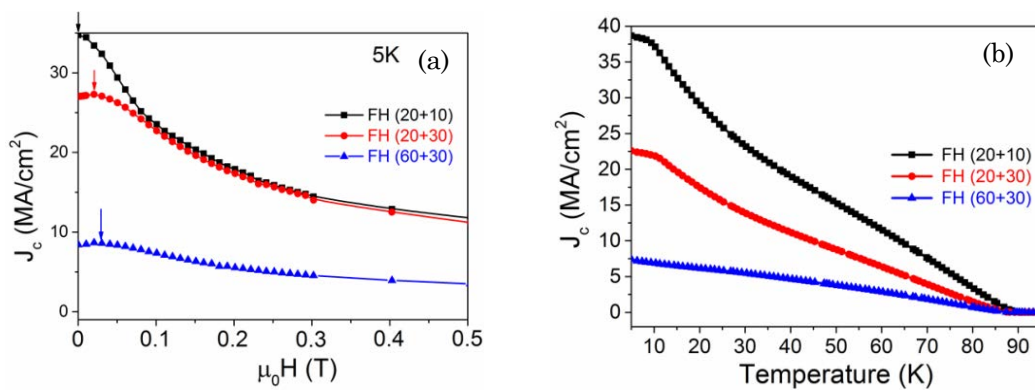 5K
(a)
FH (20+10)
FH (20+30)
FH (60+30)
30
20
10
0
J_c (MA/cm²)
0 0.1 0.2 0.3 0.4 0.5
μ₀H (T)
(b)
FH (20+10)
FH (20+30)
FH (60+30)
40
35
30
25
20
15
10
5
0
J_c (MA/cm²)
10 20 30 40 50 60 70 80 90
Temperature (K)